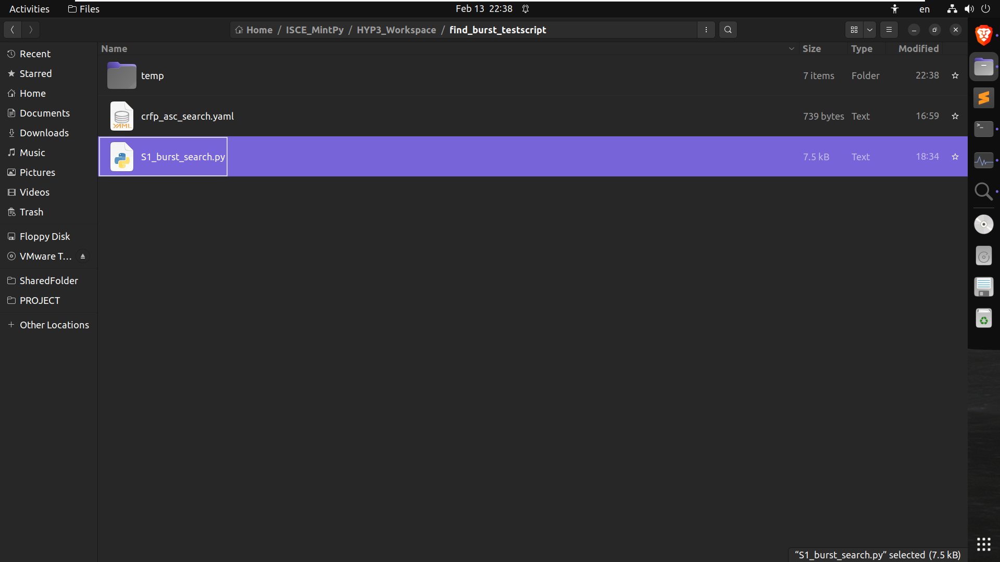 Activities Files Feb 13 22:38 en
Home / ISCE_MintPy / HYP3_Workspace / find_burst_testscript
Name Size Type Modified
Recent
Starred
Home
Documents
Downloads
Music
Pictures
Videos
Trash
Floppy Disk
VMware T...
SharedFolder
PROJECT
+ Other Locations
temp 7 items Folder 22:38
YAML crfp_asc_search.yaml 739 bytes Text 16:59
S1_burst_search.py 7.5 kB Text 18:34
“S1_burst_search.py” selected (7.5 kB)